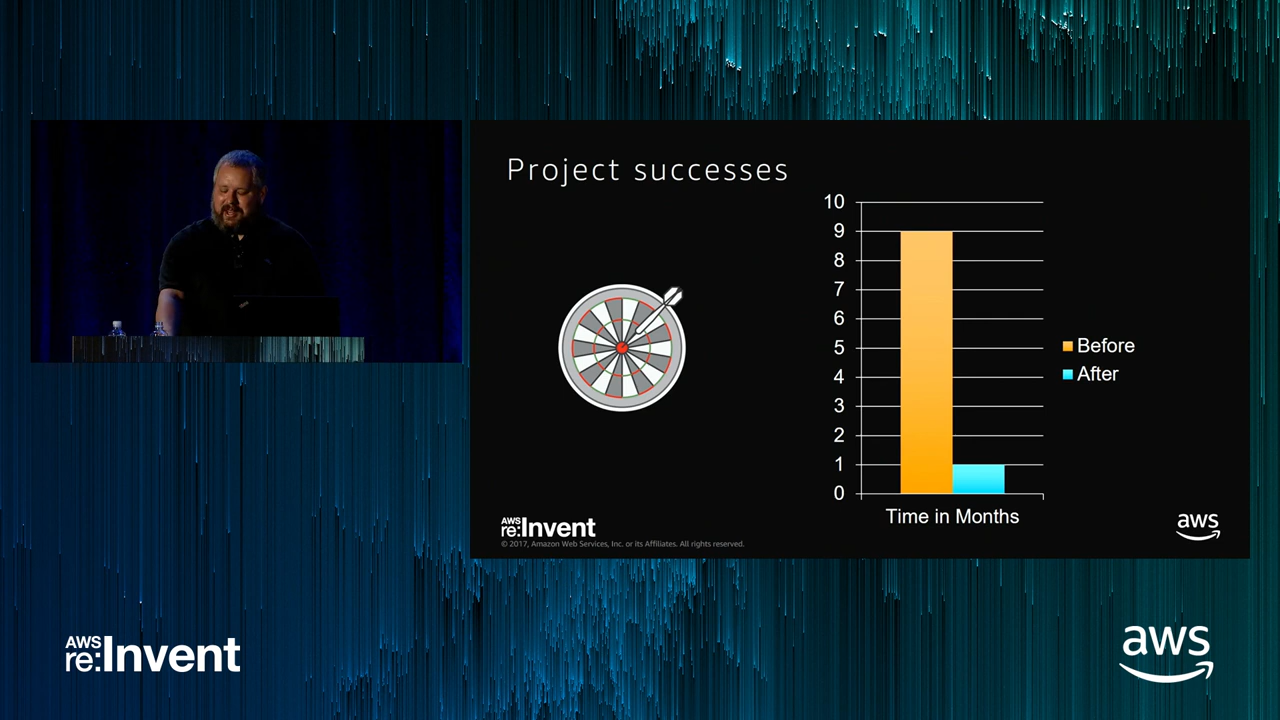 Project successes
10
9
8
7
6
5
4
3
2
1
0
Time in Months
Before
After
AWS
re:Invent
© 2017, Amazon Web Services, Inc. or its Affiliates. All rights reserved.
aws
AWS
re:Invent
aws